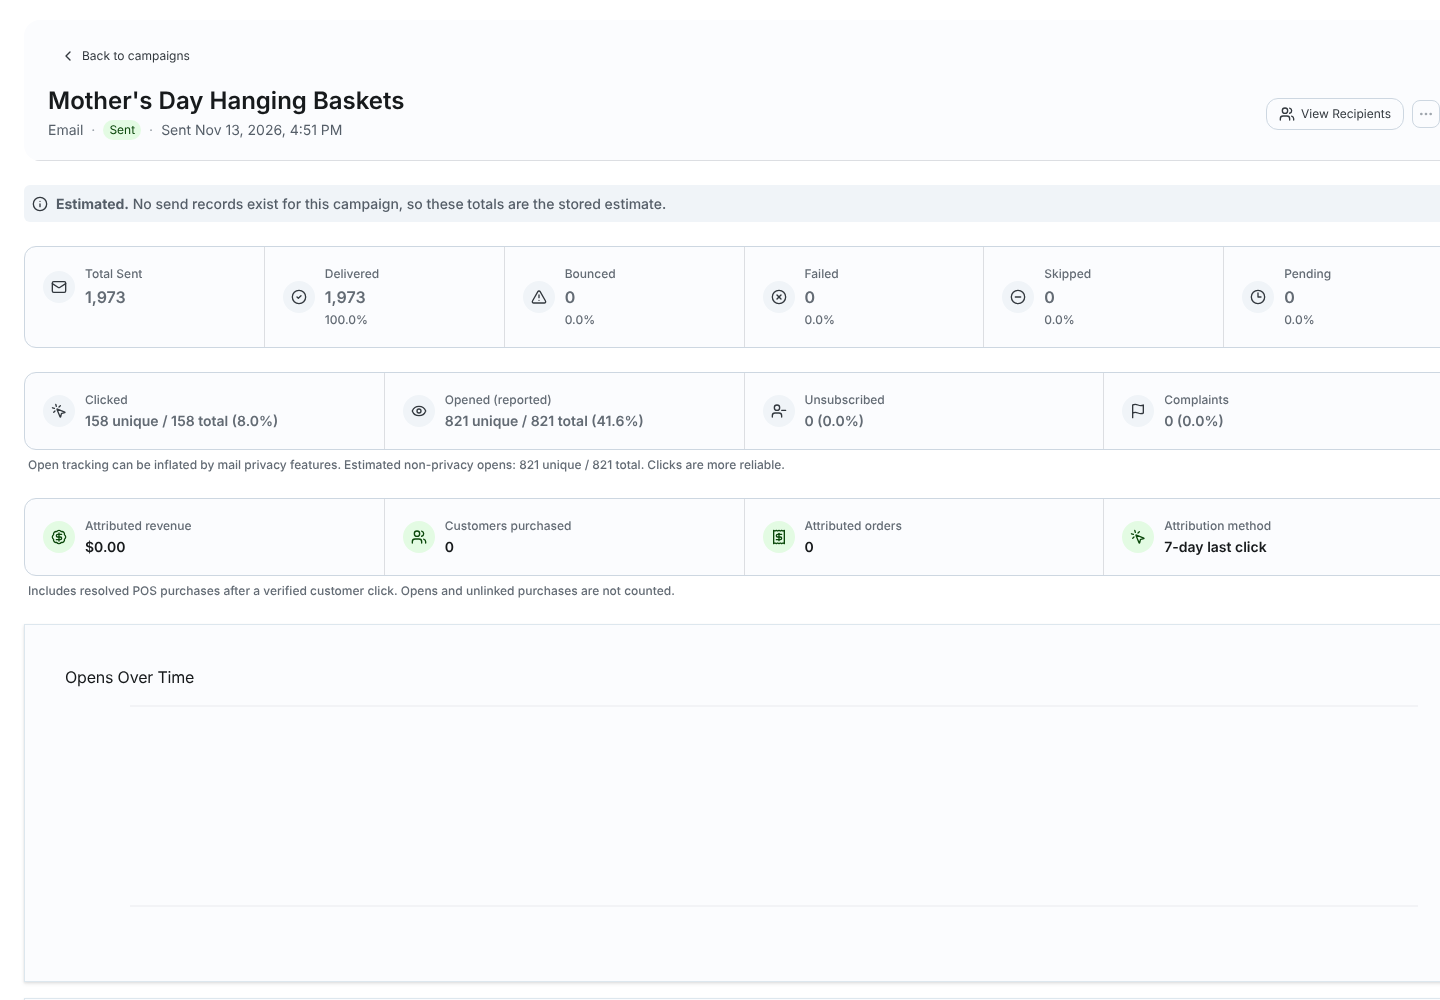 Back to campaigns
Mother's Day Hanging Baskets
Email · Sent · Sent Nov 13, 2026, 4:51 PM
View Recipients
Estimated. No send records exist for this campaign, so these totals are the stored estimate.
Total Sent
1,973
Delivered
1,973
100.0%
Bounced
0
0.0%
Failed
0
0.0%
Skipped
0
0.0%
Pending
0
0.0%
Clicked
158 unique / 158 total (8.0%)
Opened (reported)
821 unique / 821 total (41.6%)
Unsubscribed
0 (0.0%)
Complaints
0 (0.0%)
Open tracking can be inflated by mail privacy features. Estimated non-privacy opens: 821 unique / 821 total. Clicks are more reliable.
Attributed revenue
$0.00
Customers purchased
0
Attributed orders
0
Attribution method
7-day last click
Includes resolved POS purchases after a verified customer click. Opens and unlinked purchases are not counted.
Opens Over Time